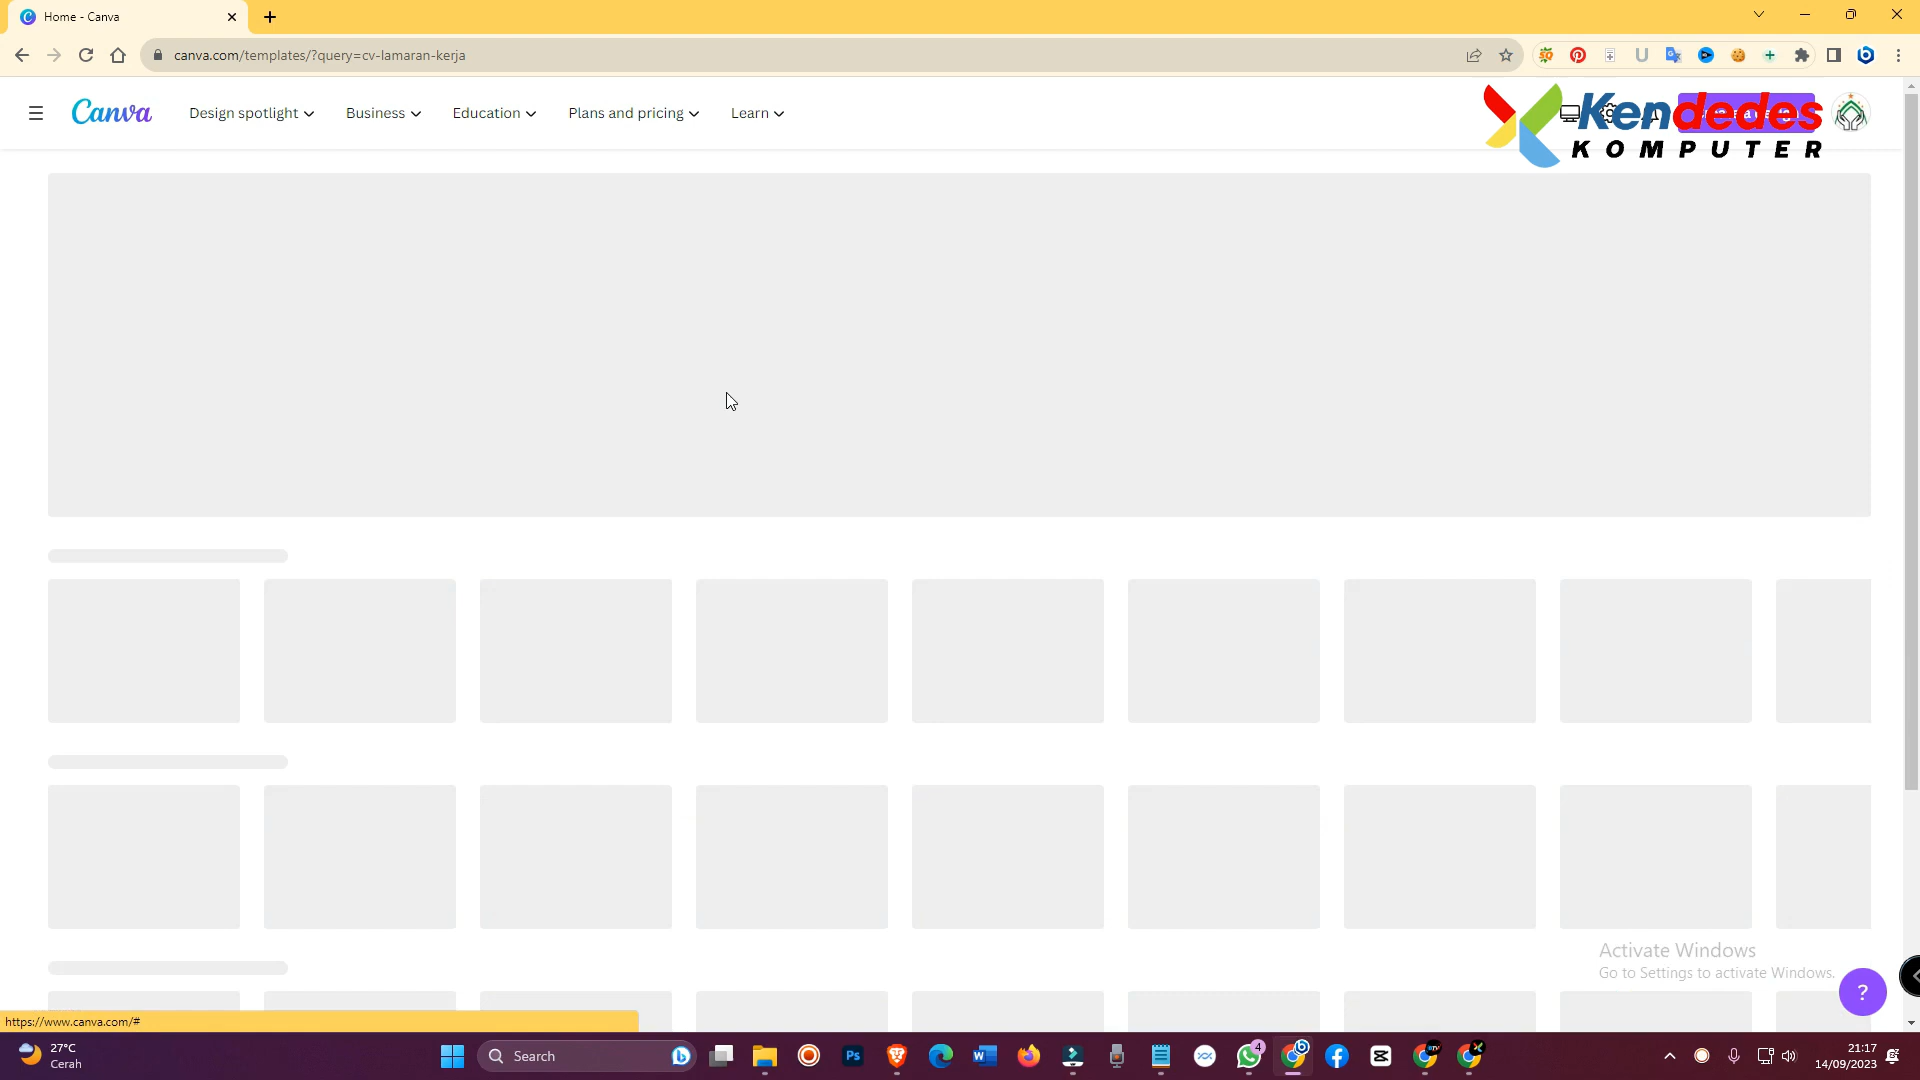 Home - Canva
canva.com/templates/?query=cv-lamaran-kerja
Canva
Design spotlight
Business
Education
Plans and pricing
Learn
Kendedes
KOMPUTER
Activate Windows
Go to Settings to activate Windows.
?
https://www.canva.com/#
27°C
Cerah
Search
Ps
4
21:17
14/09/2023